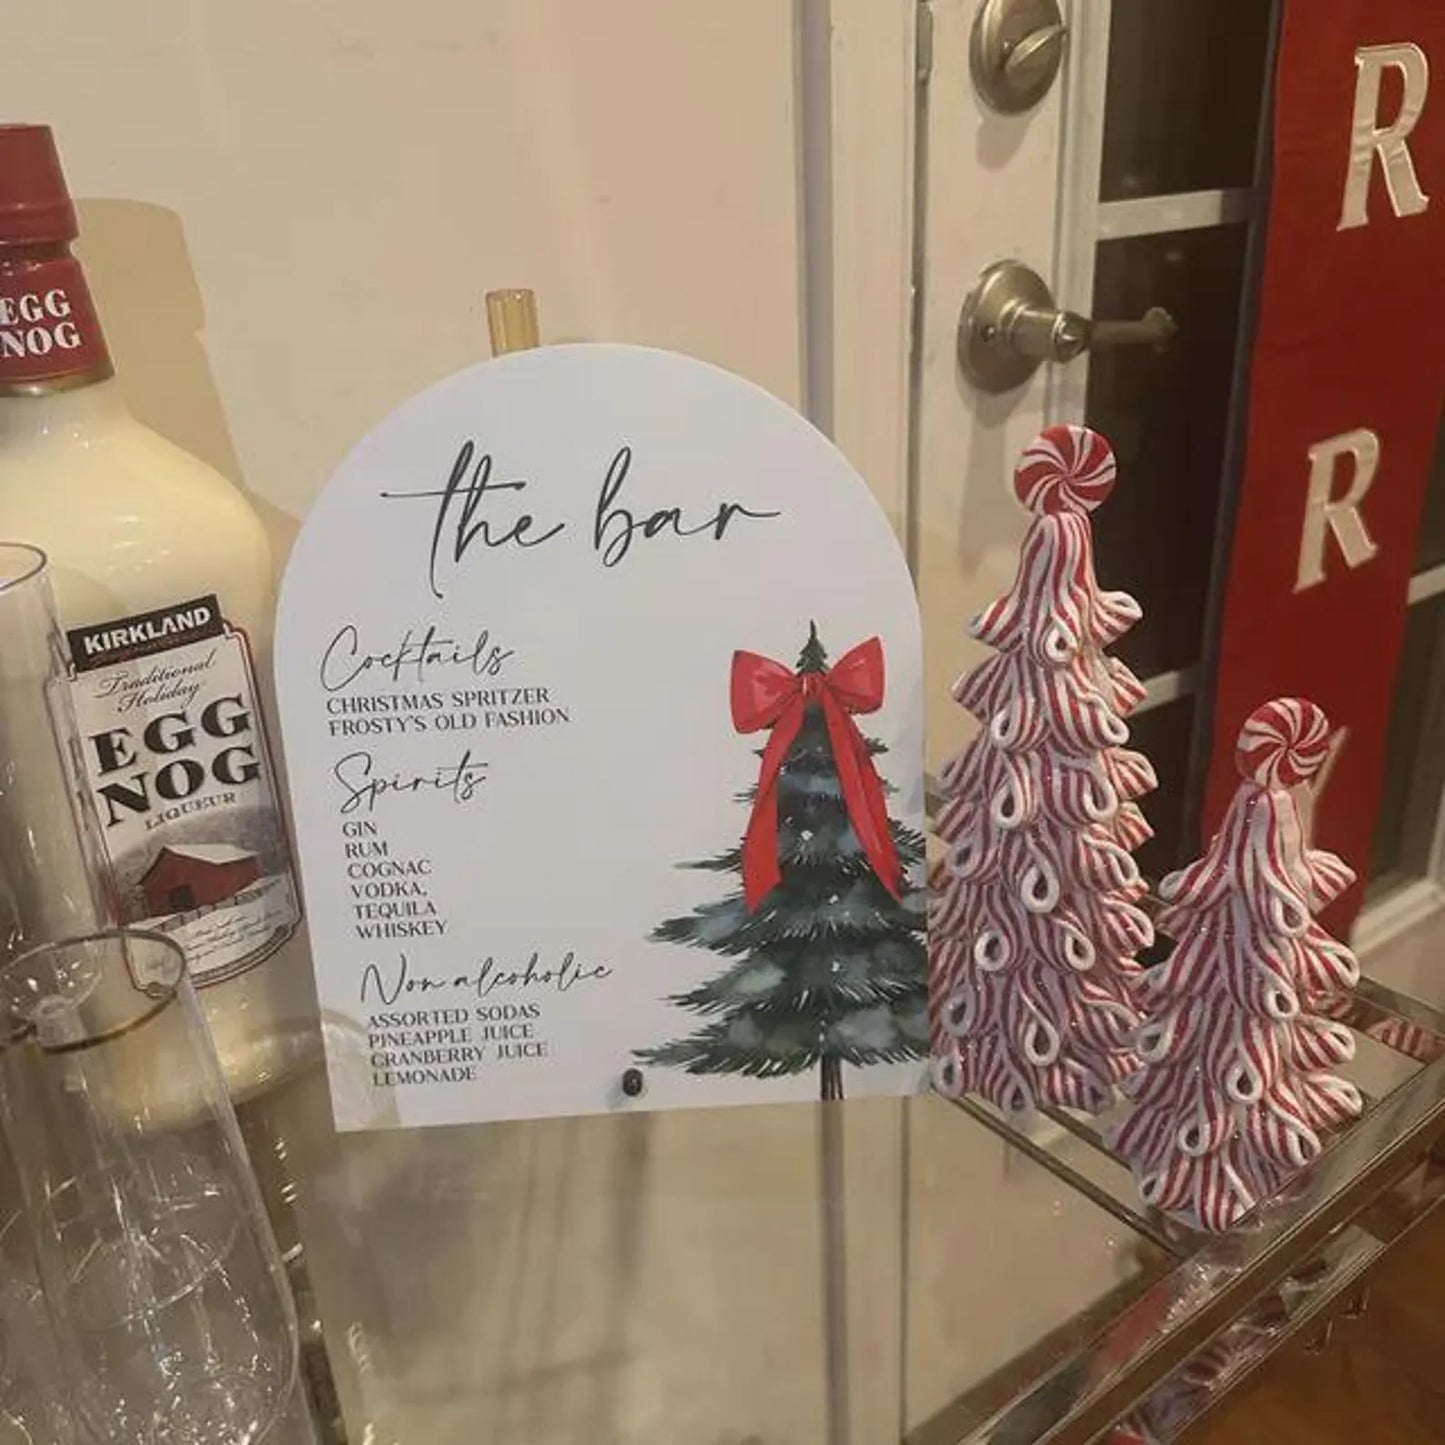 EGG
NOG
KIRKLAND
Traditional
Holiday
EGG
NOG
LIQUEUR
the bar
Cocktails
CHRISTMAS SPRITZER
FROSTY'S OLD FASHION
Spirits
GIN
RUM
COGNAC
VODKA,
TEQUILA
WHISKEY
Non alcoholic
ASSORTED SODAS
PINEAPPLE JUICE
CRANBERRY JUICE
LEMONADE
R
R